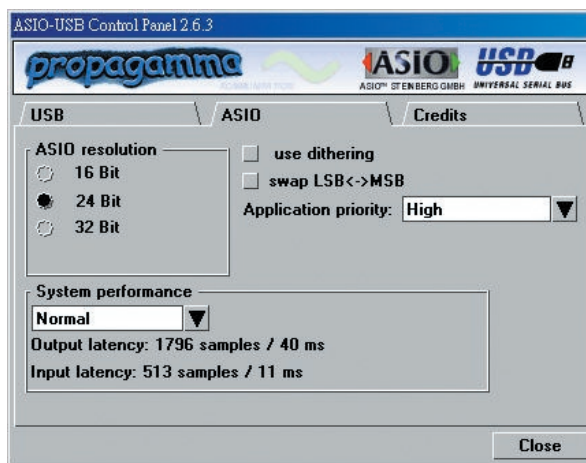 ASIO-USB Control Panel 2.6.3
propagamma
ASIO
ASIO™ STEINBERG GMBH
USB
UNIVERSAL SERIAL BUS
USB
ASIO
Credits
ASIO resolution
16 Bit
24 Bit
32 Bit
use dithering
swap LSB<->MSB
Application priority: High
System performance
Normal
Output latency: 1796 samples / 40 ms
Input latency: 513 samples / 11 ms
Close